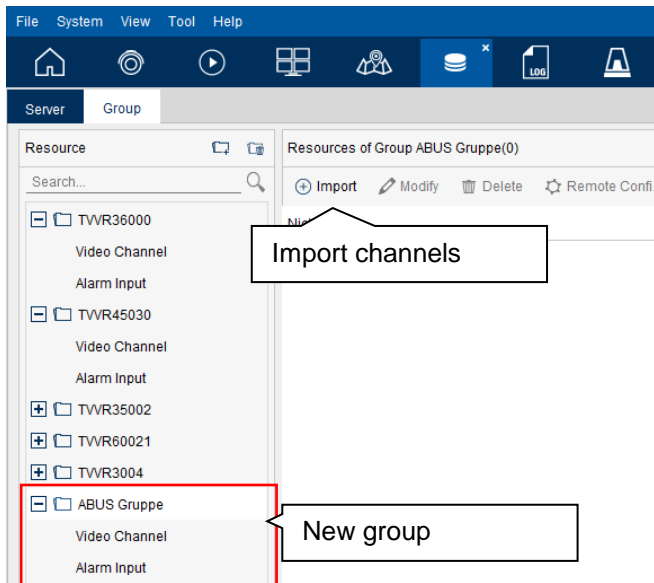 File System View Tool Help
LOG
Server Group
Resource
Resources of Group ABUS Gruppe(0)
Search...
Import Modify Delete Remote Confi
TVVR36000
Import channels
Video Channel
Alarm Input
TVVR45030
Video Channel
Alarm Input
TVVR35002
TVVR60021
TVVR3004
ABUS Gruppe
New group
Video Channel
Alarm Input